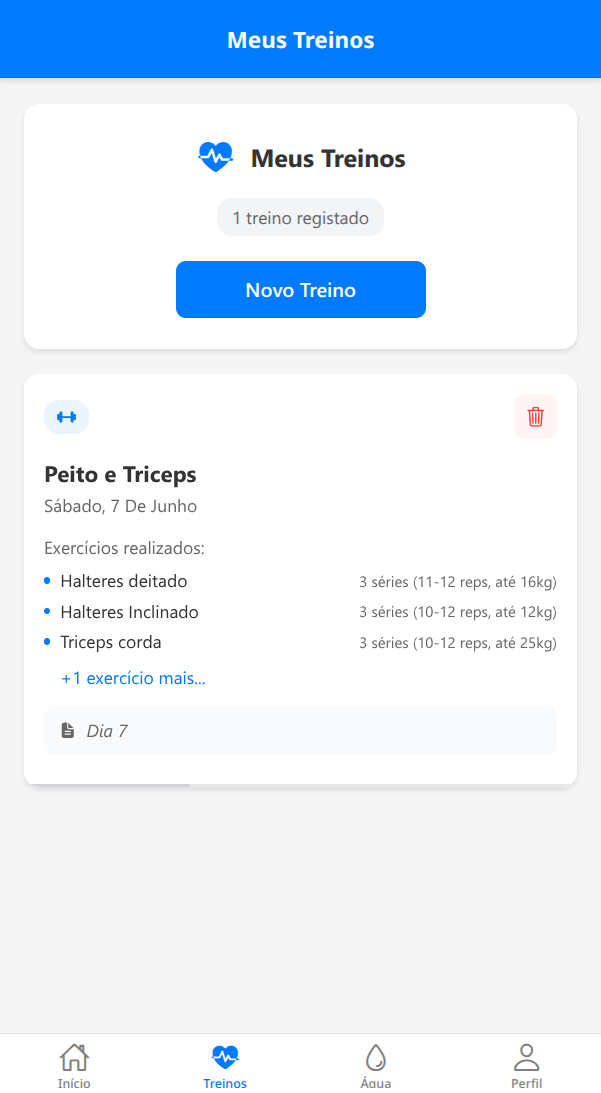 Meus Treinos
Meus Treinos
1 treino registado
Novo Treino
Peito e Triceps
Sábado, 7 De Junho
Exercícios realizados:
Halteres deitado 3 séries (11-12 reps, até 16kg)
Halteres Inclinado 3 séries (10-12 reps, até 12kg)
Triceps corda 3 séries (10-12 reps, até 25kg)
+1 exercício mais...
Dia 7
Início Treinos Água Perfil